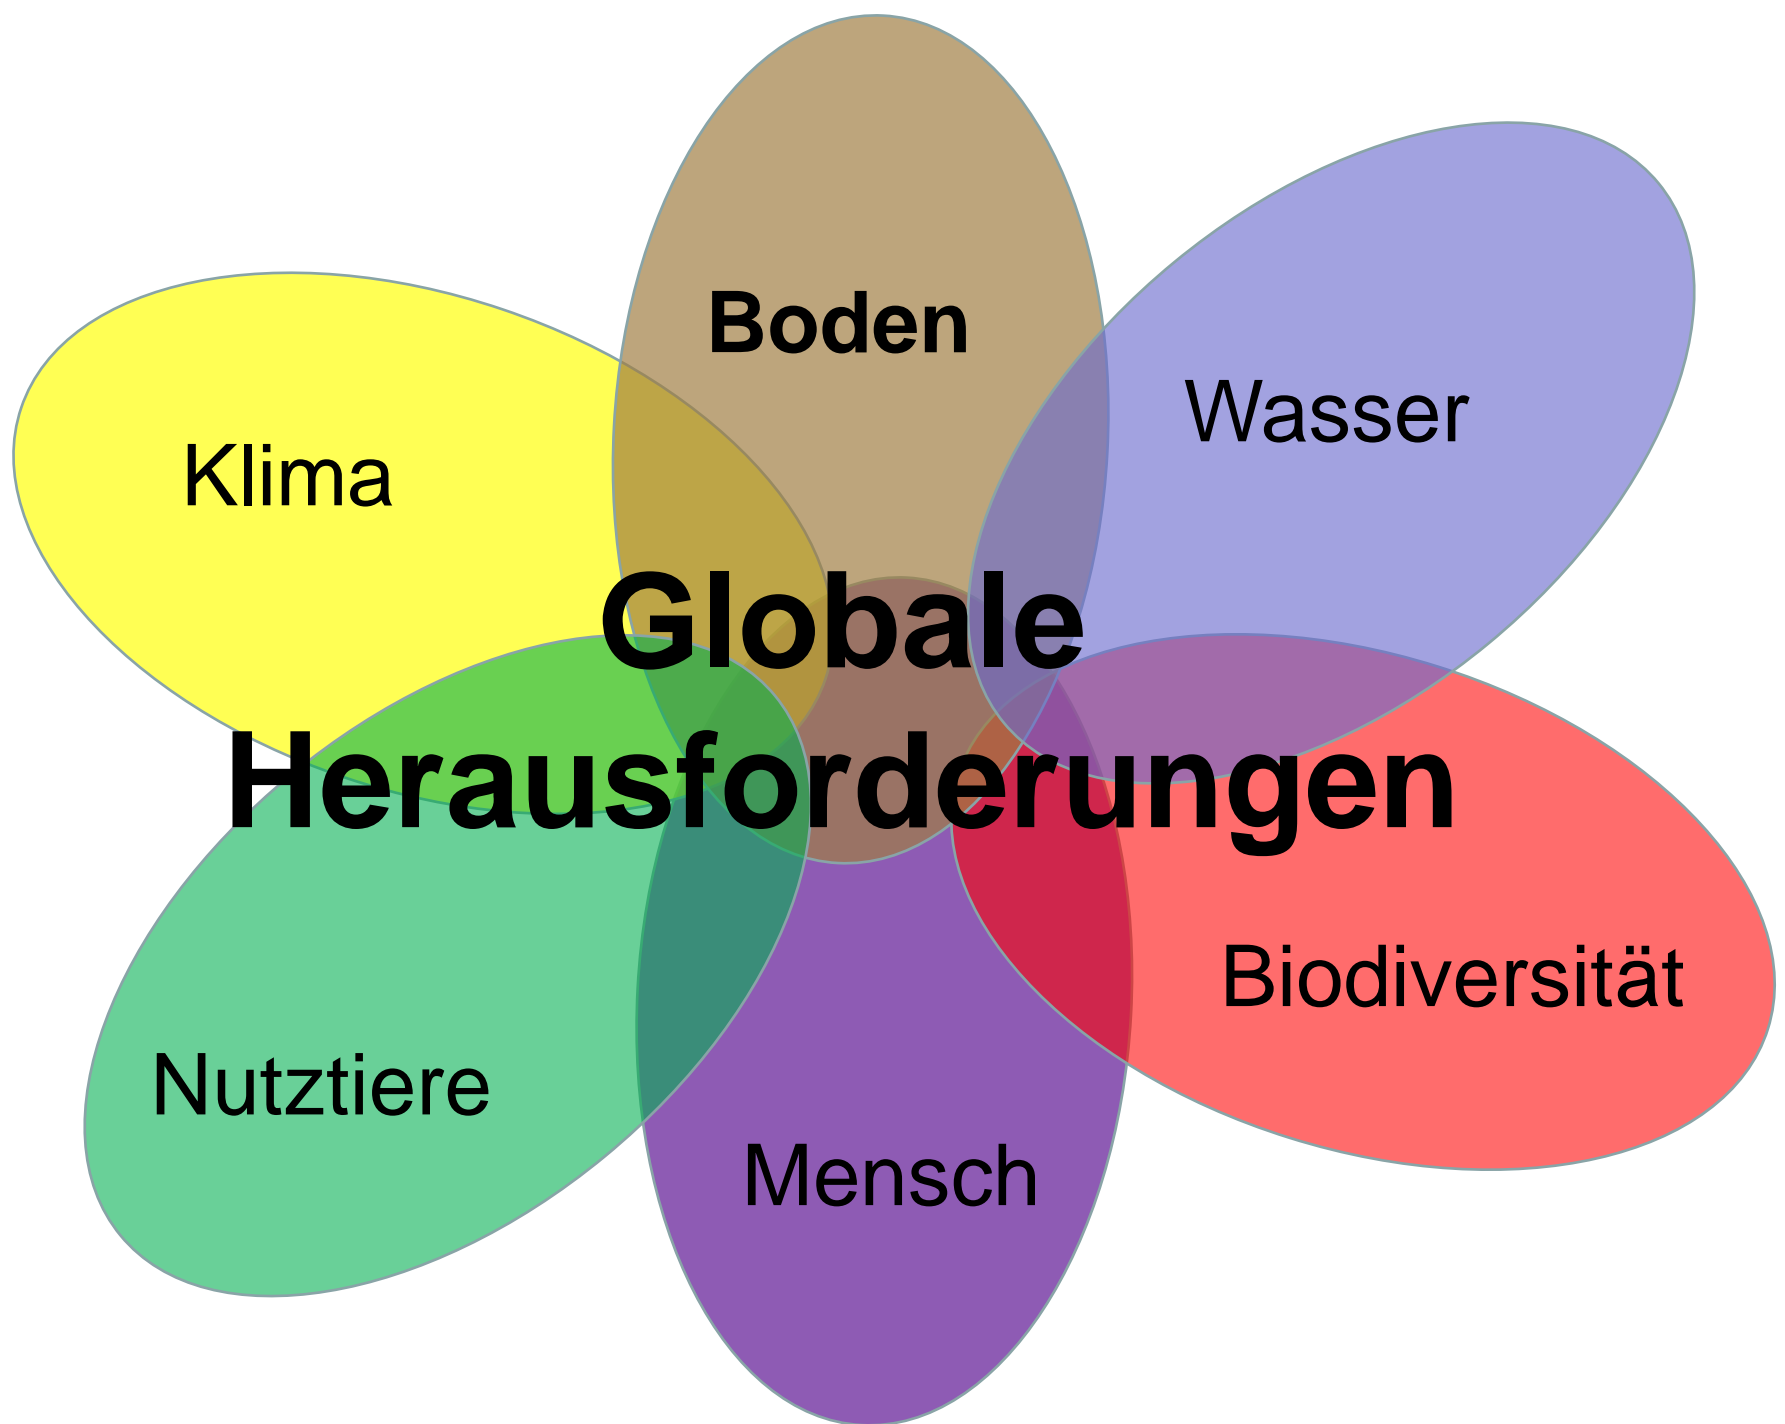 Boden
Wasser
Klima
Globale
Herausforderungen
Biodiversität
Nutztiere
Mensch